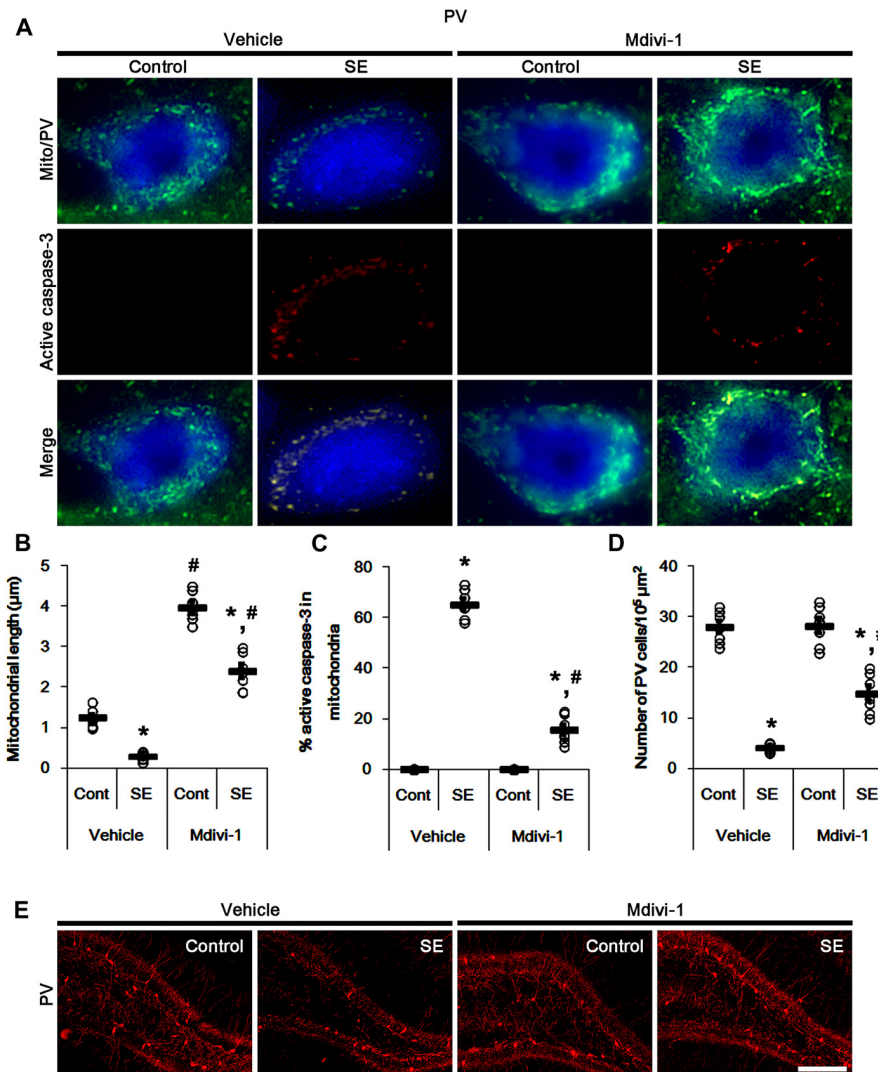 PV
A
Vehicle Mdivi-1
Control SE Control SE
Mito/PV
Active caspase-3
Merge
B
Mitochondrial length (μm)
5
4
3
2
1
0
*
#
*, #
Cont SE Cont SE
Vehicle Mdivi-1
C
% active caspase-3 in
mitochondria
80
60
40
20
0
*
*, #
Cont SE Cont SE
Vehicle Mdivi-1
D
Number of PV cells/10⁵ μm²
40
30
20
10
0
*
*, #
Cont SE Cont SE
Vehicle Mdivi-1
E
Vehicle Mdivi-1
PV
Control SE Control SE